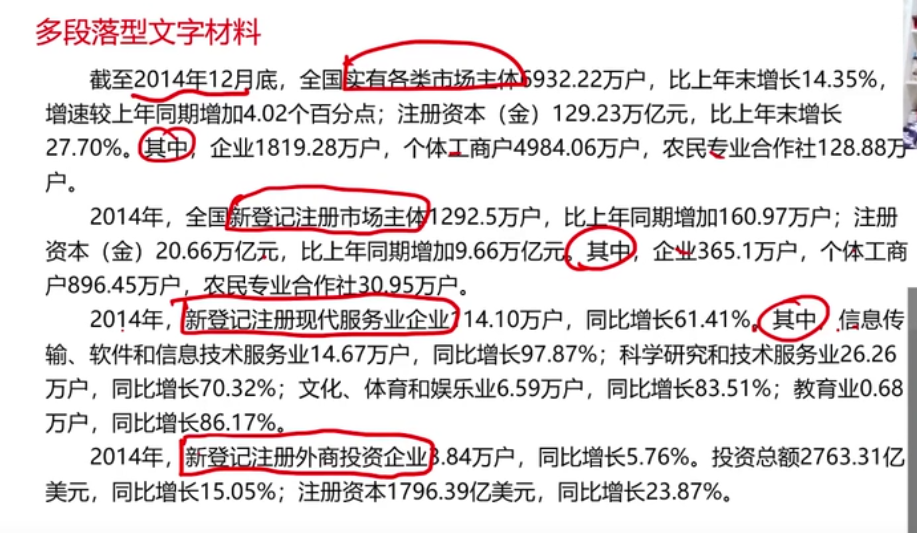 多段落型文字材料
截至2014年12月底，全国实有各类市场主体6932.22万户，比上年末增长14.35%，
增速较上年同期增加4.02个百分点；注册资本（金）129.23万亿元，比上年末增长
27.70%。其中，企业1819.28万户，个体工商户4984.06万户，农民专业合作社128.88万
户。
2014年，全国新登记注册市场主体1292.5万户，比上年同期增加160.97万户；注册
资本（金）20.66万亿元，比上年同期增加9.66万亿元。其中，企业365.1万户，个体工商
户896.45万户，农民专业合作社30.95万户。
2014年，新登记注册现代服务业企业114.10万户，同比增长61.41%。其中，信息传
输、软件和信息技术服务业14.67万户，同比增长97.87%；科学研究和技术服务业26.26
万户，同比增长70.32%；文化、体育和娱乐业6.59万户，同比增长83.51%；教育业0.68
万户，同比增长86.17%。
2014年，新登记注册外商投资企业3.84万户，同比增长5.76%。投资总额2763.31亿
美元，同比增长15.05%；注册资本1796.39亿美元，同比增长23.87%。